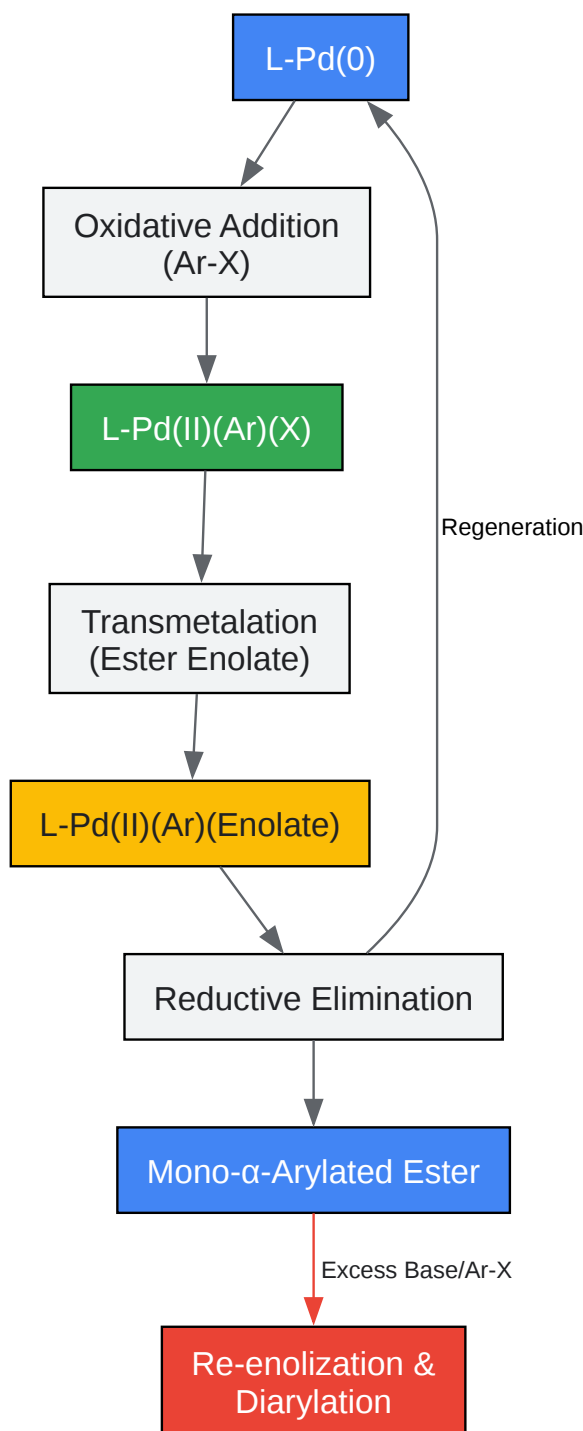 L-Pd(0)
Oxidative Addition
(Ar-X)
L-Pd(II)(Ar)(X)
Regeneration
Transmetalation
(Ester Enolate)
L-Pd(II)(Ar)(Enolate)
Reductive Elimination
Mono-α-Arylated Ester
Excess Base/Ar-X
Re-enolization &
Diarylation